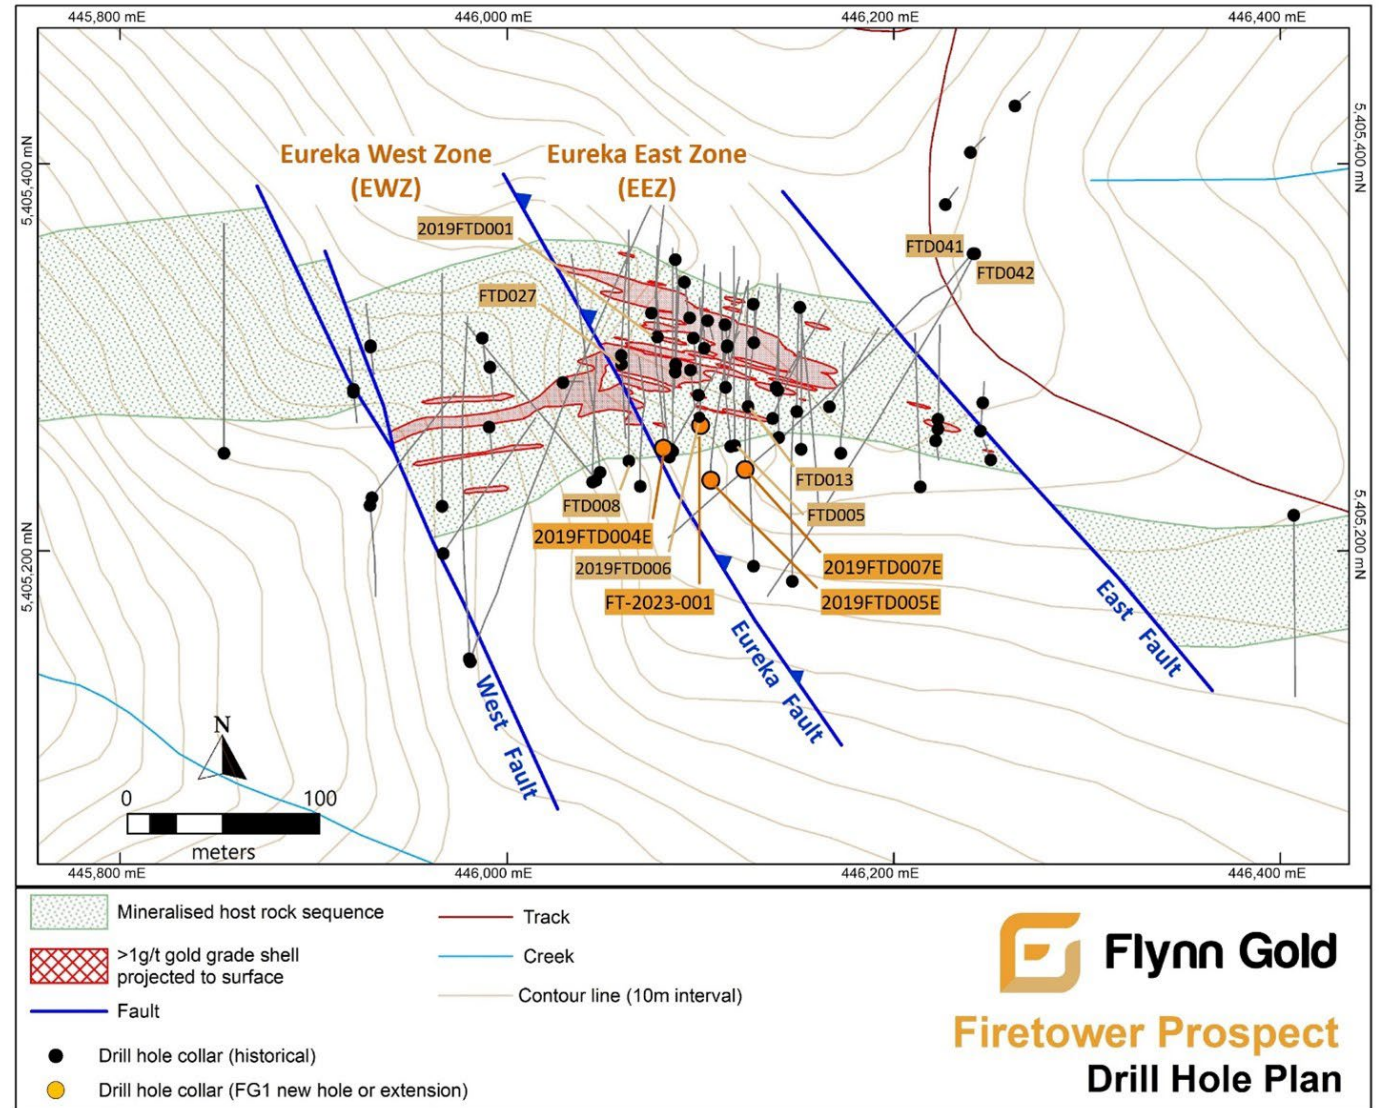 445,800 mE
446,000 mE
446,200 mE
446,400 mE
5,405,400 mN
5,405,400 mN
Eureka West Zone
(EWZ)
Eureka East Zone
(EEZ)
2019FTD001
FTD041
FTD042
FTD027
FTD013
FTD008
FTD005
2019FTD004E
2019FTD006
2019FTD007E
FT-2023-001
2019FTD005E
5,405,200 mN
5,405,200 mN
West Fault
Eureka Fault
East Fault
N
0 100
meters
445,800 mE
446,000 mE
446,200 mE
446,400 mE
Mineralised host rock sequence
>1g/t gold grade shell
projected to surface
Fault
Drill hole collar (historical)
Drill hole collar (FG1 new hole or extension)
Track
Creek
Contour line (10m interval)
Flynn Gold
Firetower Prospect
Drill Hole Plan